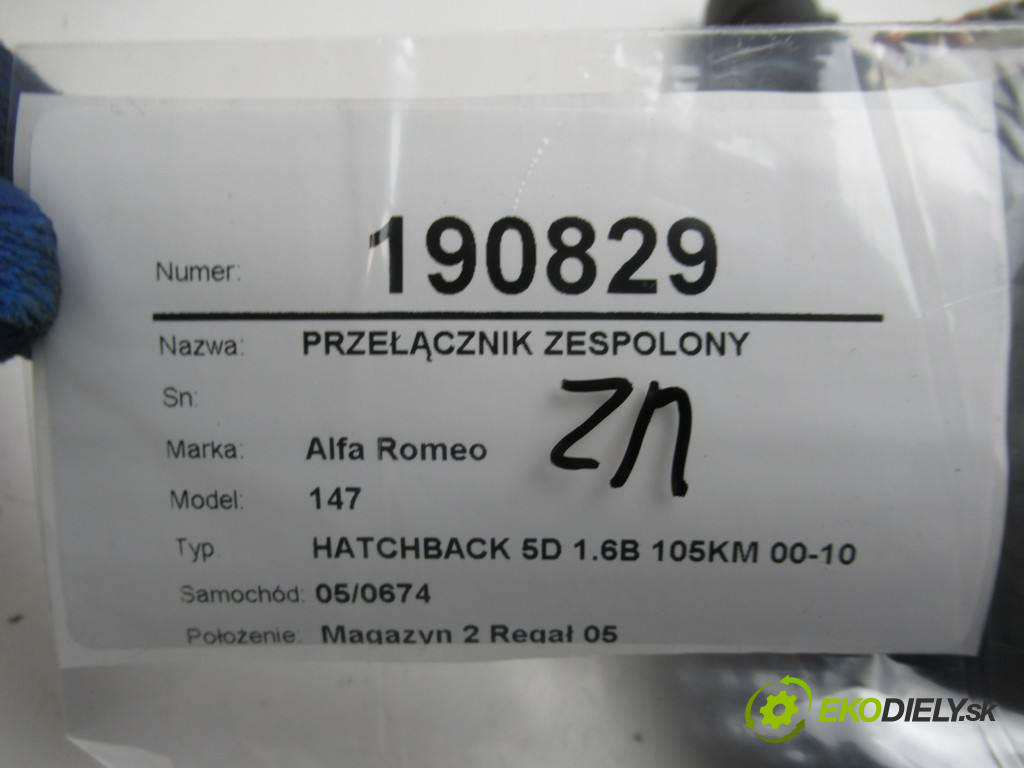 Numer: 190829
Nazwa: PRZEŁĄCZNIK ZESPOLONY
Sn:
Marka: Alfa Romeo
Model: 147
Typ HATCHBACK 5D 1.6B 105KM 00-10
Samochód: 05/0674
Położenie: Magazyn 2 Regał 05
EKODIELY.sk